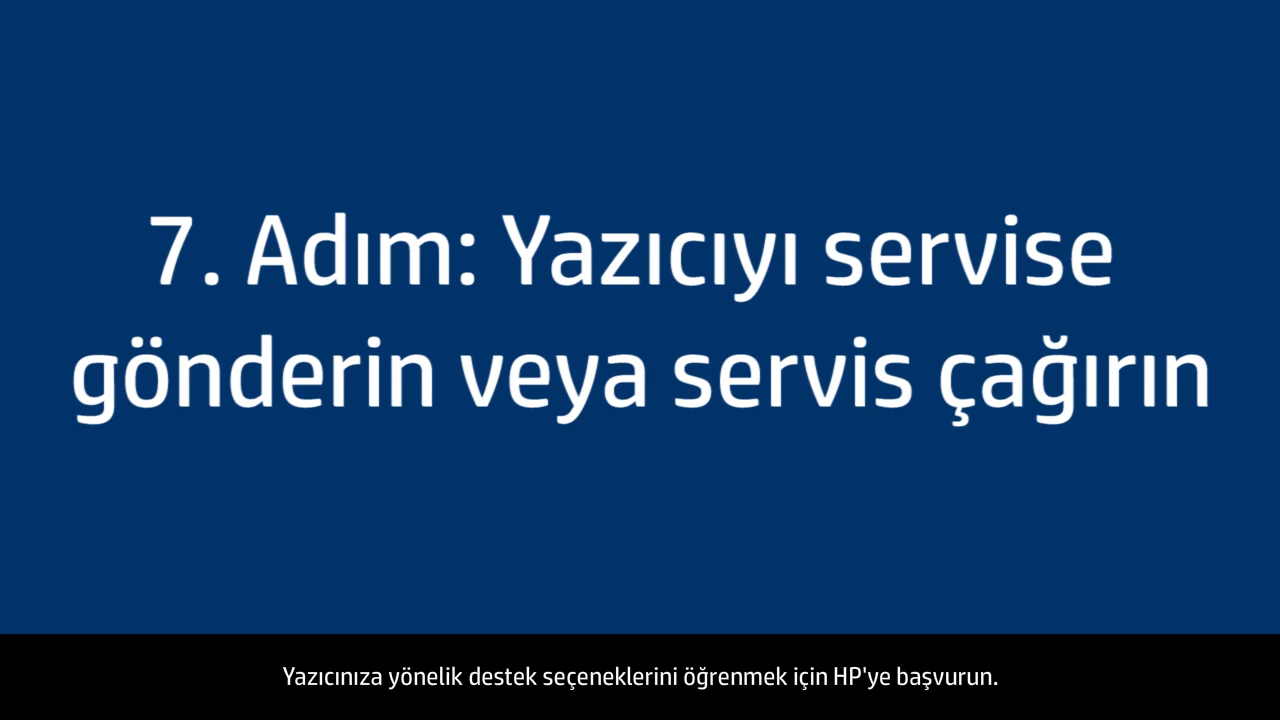 7. Adım: Yazıcıyı servise
gönderin veya servis çağırın
Yazıcınıza yönelik destek seçeneklerini öğrenmek için HP'ye başvurun.